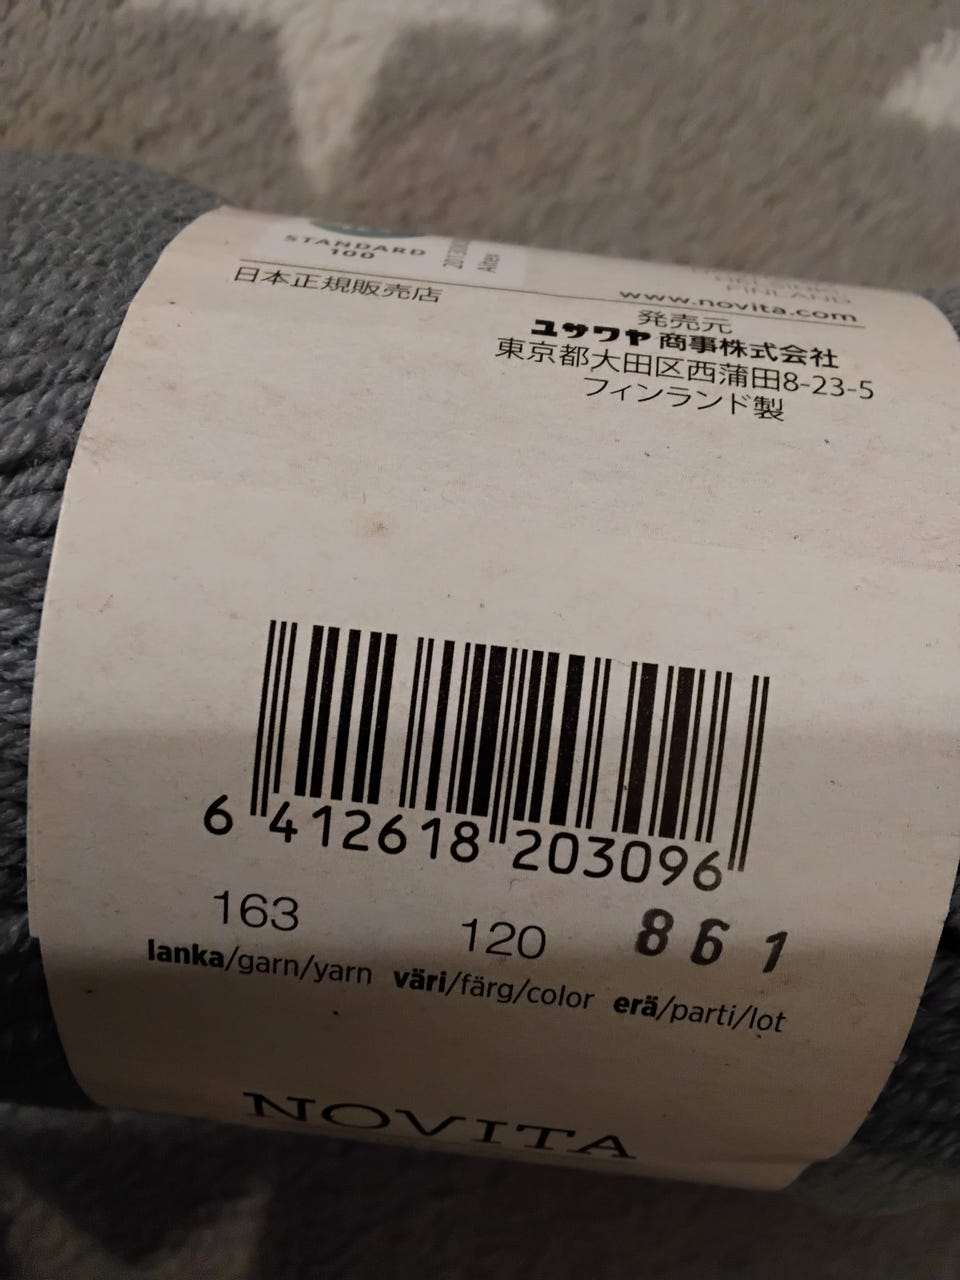 STANDARD
100
FINLAND
日本正規販売店
www.novita.com
発売元
ユザワヤ 商事株式会社
東京都大田区西蒲田8-23-5
フィンランド製
6 412618 203096
163 120 861
lanka/garn/yarn väri/färg/color erä/parti/lot
NOVITA